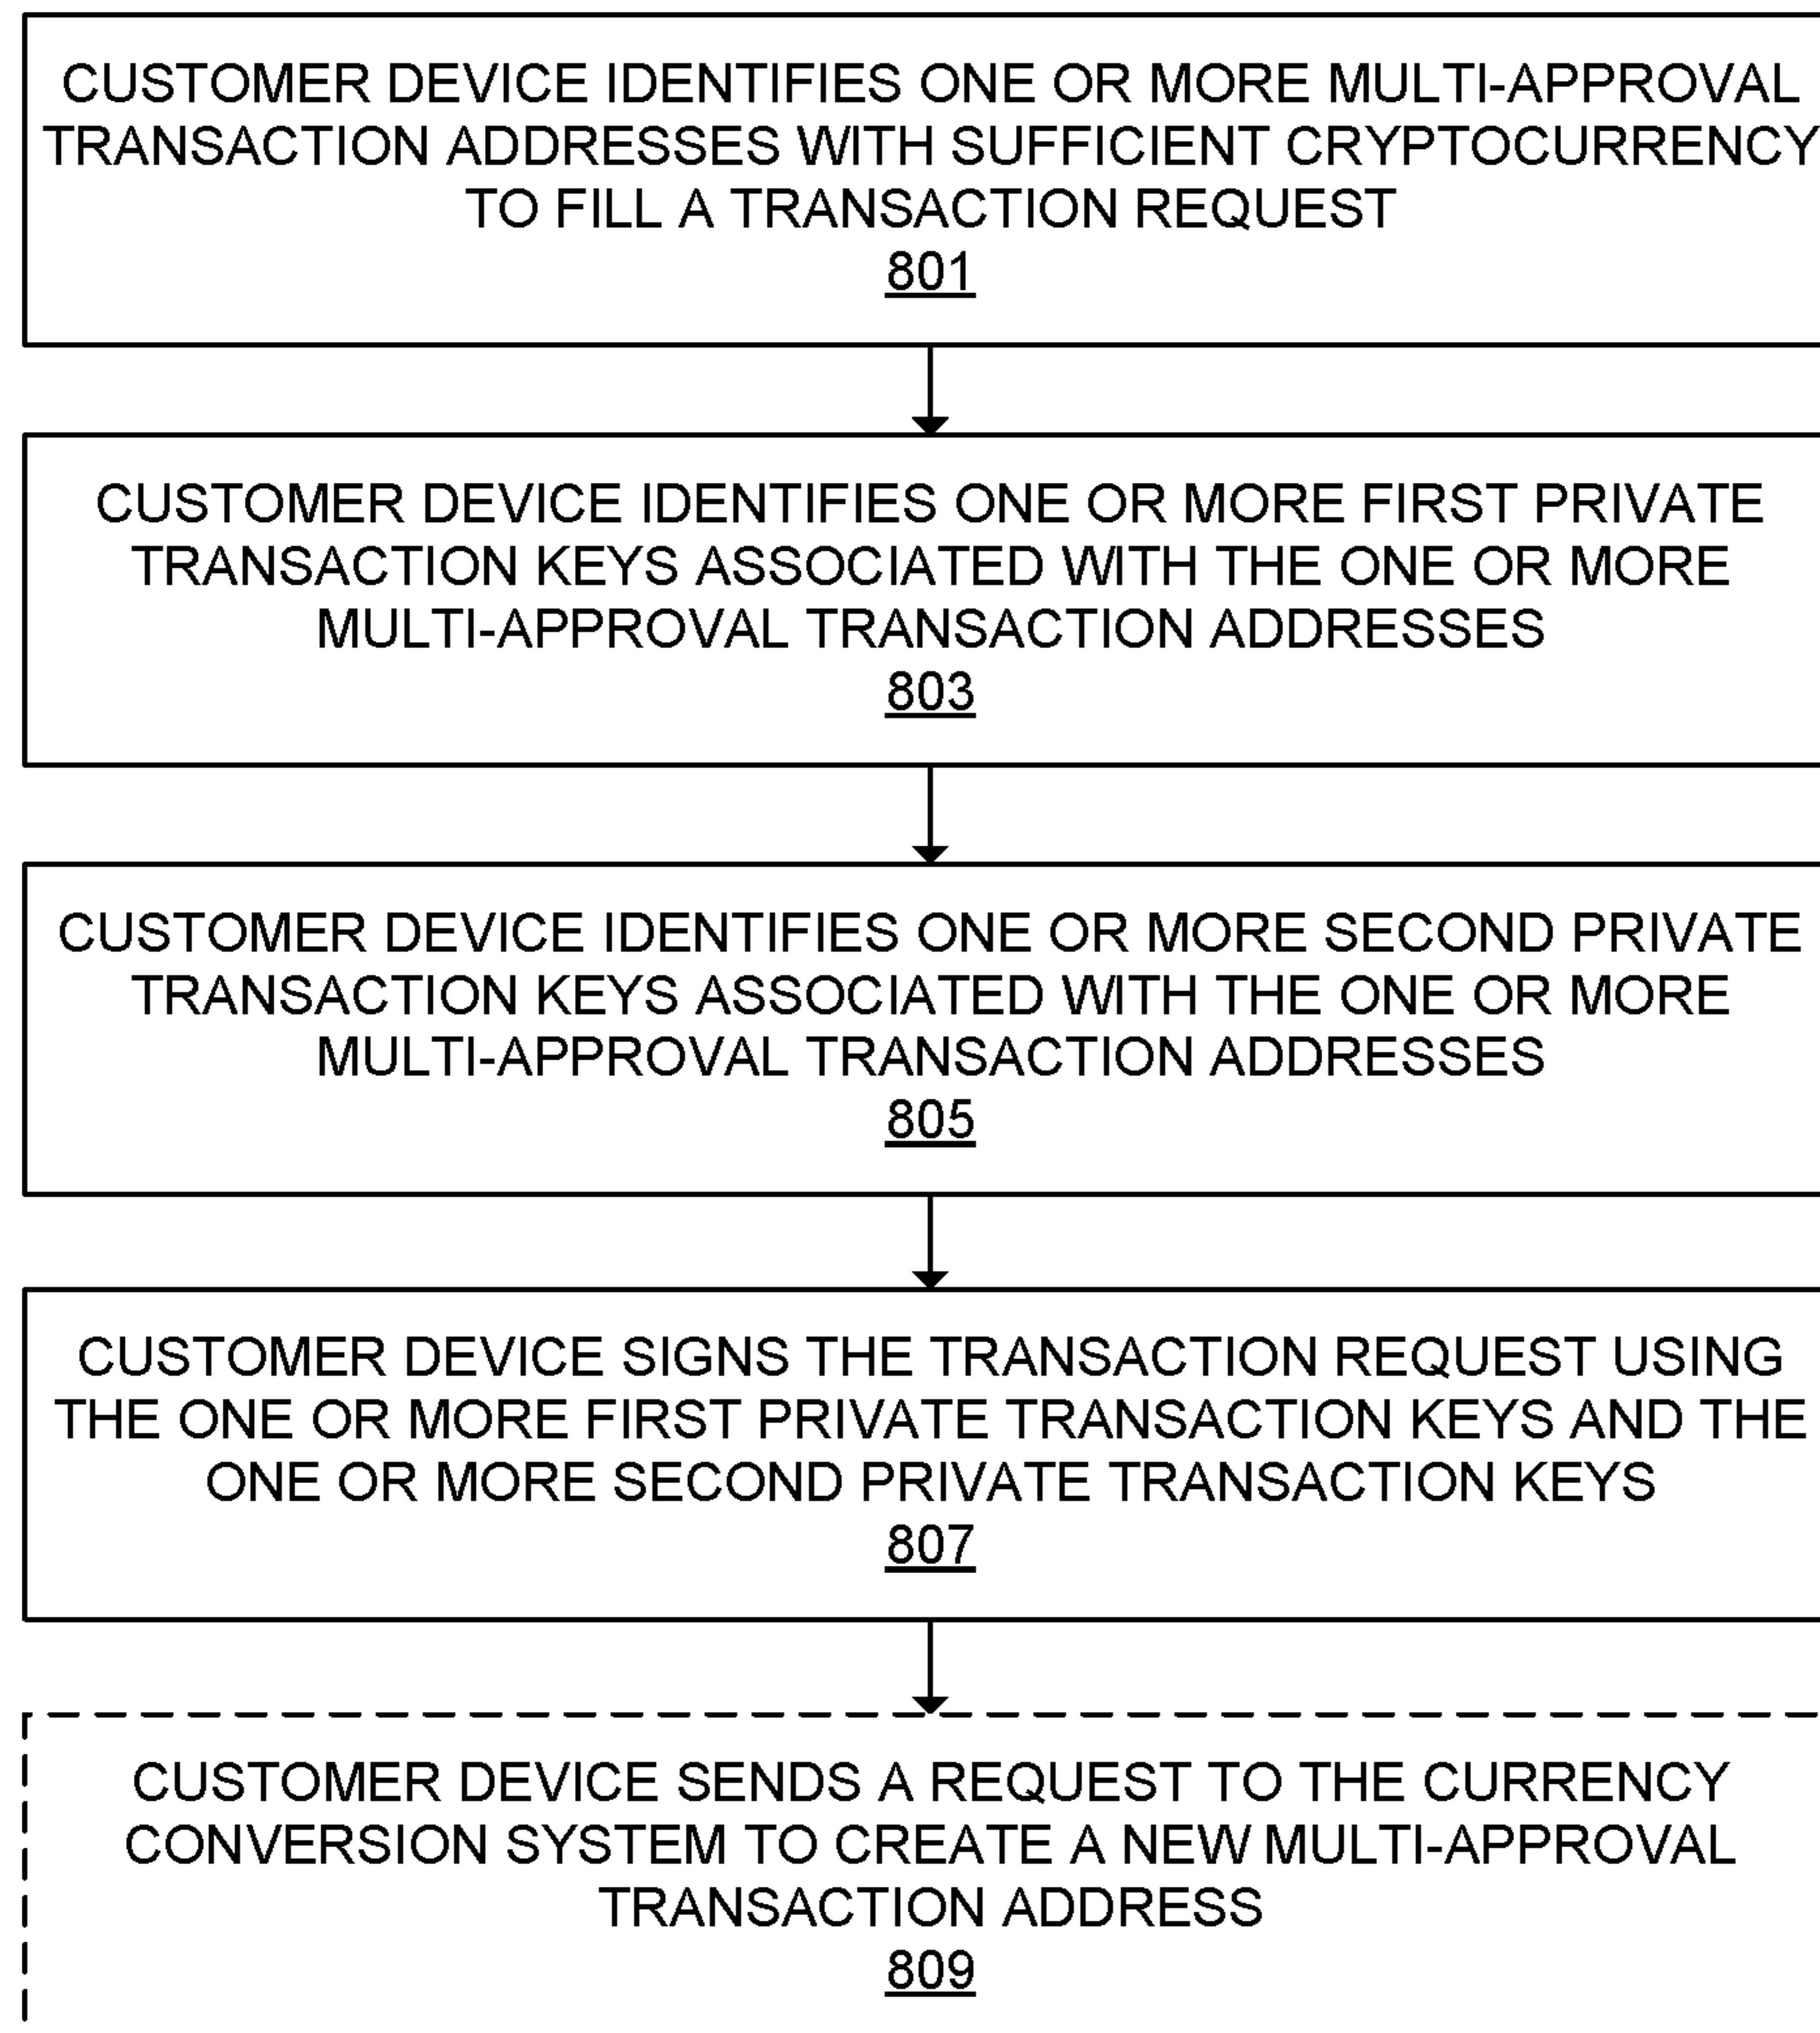 CUSTOMER DEVICE IDENTIFIES ONE OR MORE MULTI-APPROVAL
TRANSACTION ADDRESSES WITH SUFFICIENT CRYPTOCURRENCY
TO FILL A TRANSACTION REQUEST
801
CUSTOMER DEVICE IDENTIFIES ONE OR MORE FIRST PRIVATE
TRANSACTION KEYS ASSOCIATED WITH THE ONE OR MORE
MULTI-APPROVAL TRANSACTION ADDRESSES
803
CUSTOMER DEVICE IDENTIFIES ONE OR MORE SECOND PRIVATE
TRANSACTION KEYS ASSOCIATED WITH THE ONE OR MORE
MULTI-APPROVAL TRANSACTION ADDRESSES
805
CUSTOMER DEVICE SIGNS THE TRANSACTION REQUEST USING
THE ONE OR MORE FIRST PRIVATE TRANSACTION KEYS AND THE
ONE OR MORE SECOND PRIVATE TRANSACTION KEYS
807
CUSTOMER DEVICE SENDS A REQUEST TO THE CURRENCY
CONVERSION SYSTEM TO CREATE A NEW MULTI-APPROVAL
TRANSACTION ADDRESS
809